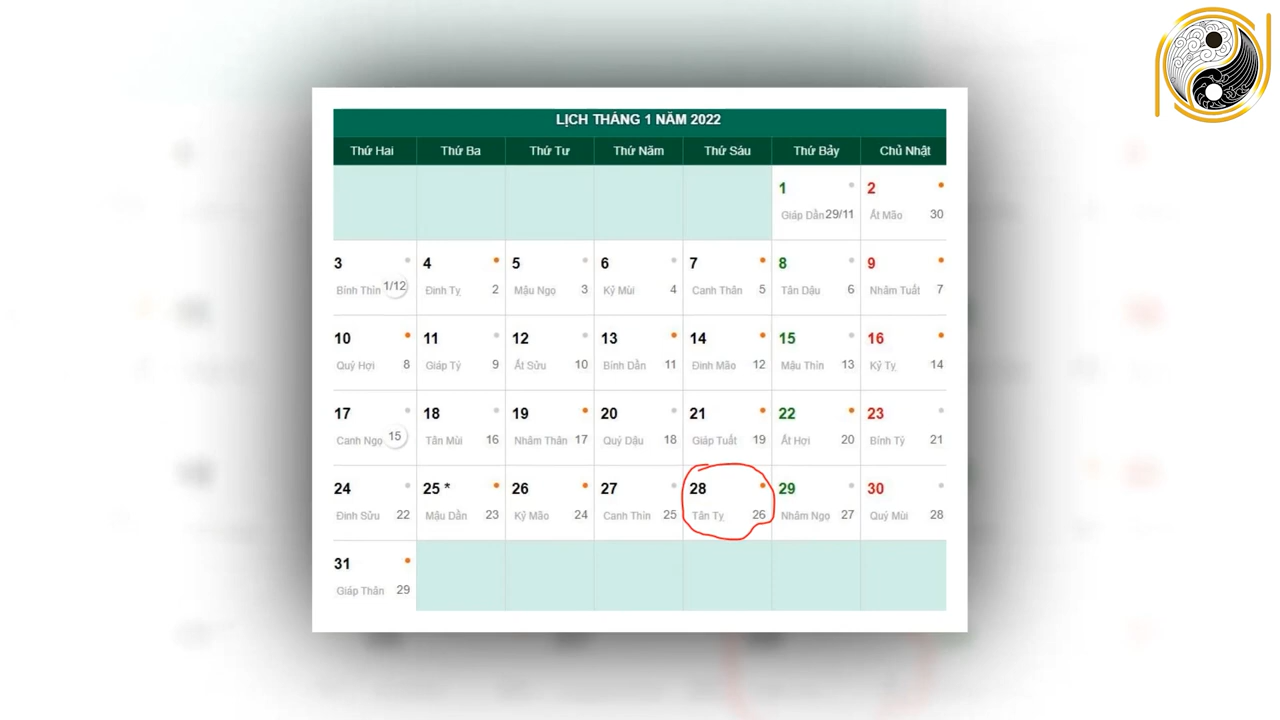 LỊCH THÁNG 1 NĂM 2022
Thứ Hai Thứ Ba Thứ Tư Thứ Năm Thứ Sáu Thứ Bảy Chủ Nhật
1 2
Giáp Dần 29/11 Ất Mão 30
3 4 5 6 7 8 9
Bính Thìn 1/12 Đinh Tỵ 2 Mậu Ngọ 3 Kỷ Mùi 4 Canh Thân 5 Tân Dậu 6 Nhâm Tuất 7
10 11 12 13 14 15 16
Quý Hợi 8 Giáp Tý 9 Ất Sửu 10 Bính Dần 11 Đinh Mão 12 Mậu Thìn 13 Kỷ Tỵ 14
17 18 19 20 21 22 23
Canh Ngọ 15 Tân Mùi 16 Nhâm Thân 17 Quý Dậu 18 Giáp Tuất 19 Ất Hợi 20 Bính Tý 21
24 25 * 26 27 28 29 30
Đinh Sửu 22 Mậu Dần 23 Kỷ Mão 24 Canh Thìn 25 Tân Tỵ 26 Nhâm Ngọ 27 Quý Mùi 28
31
Giáp Thân 29